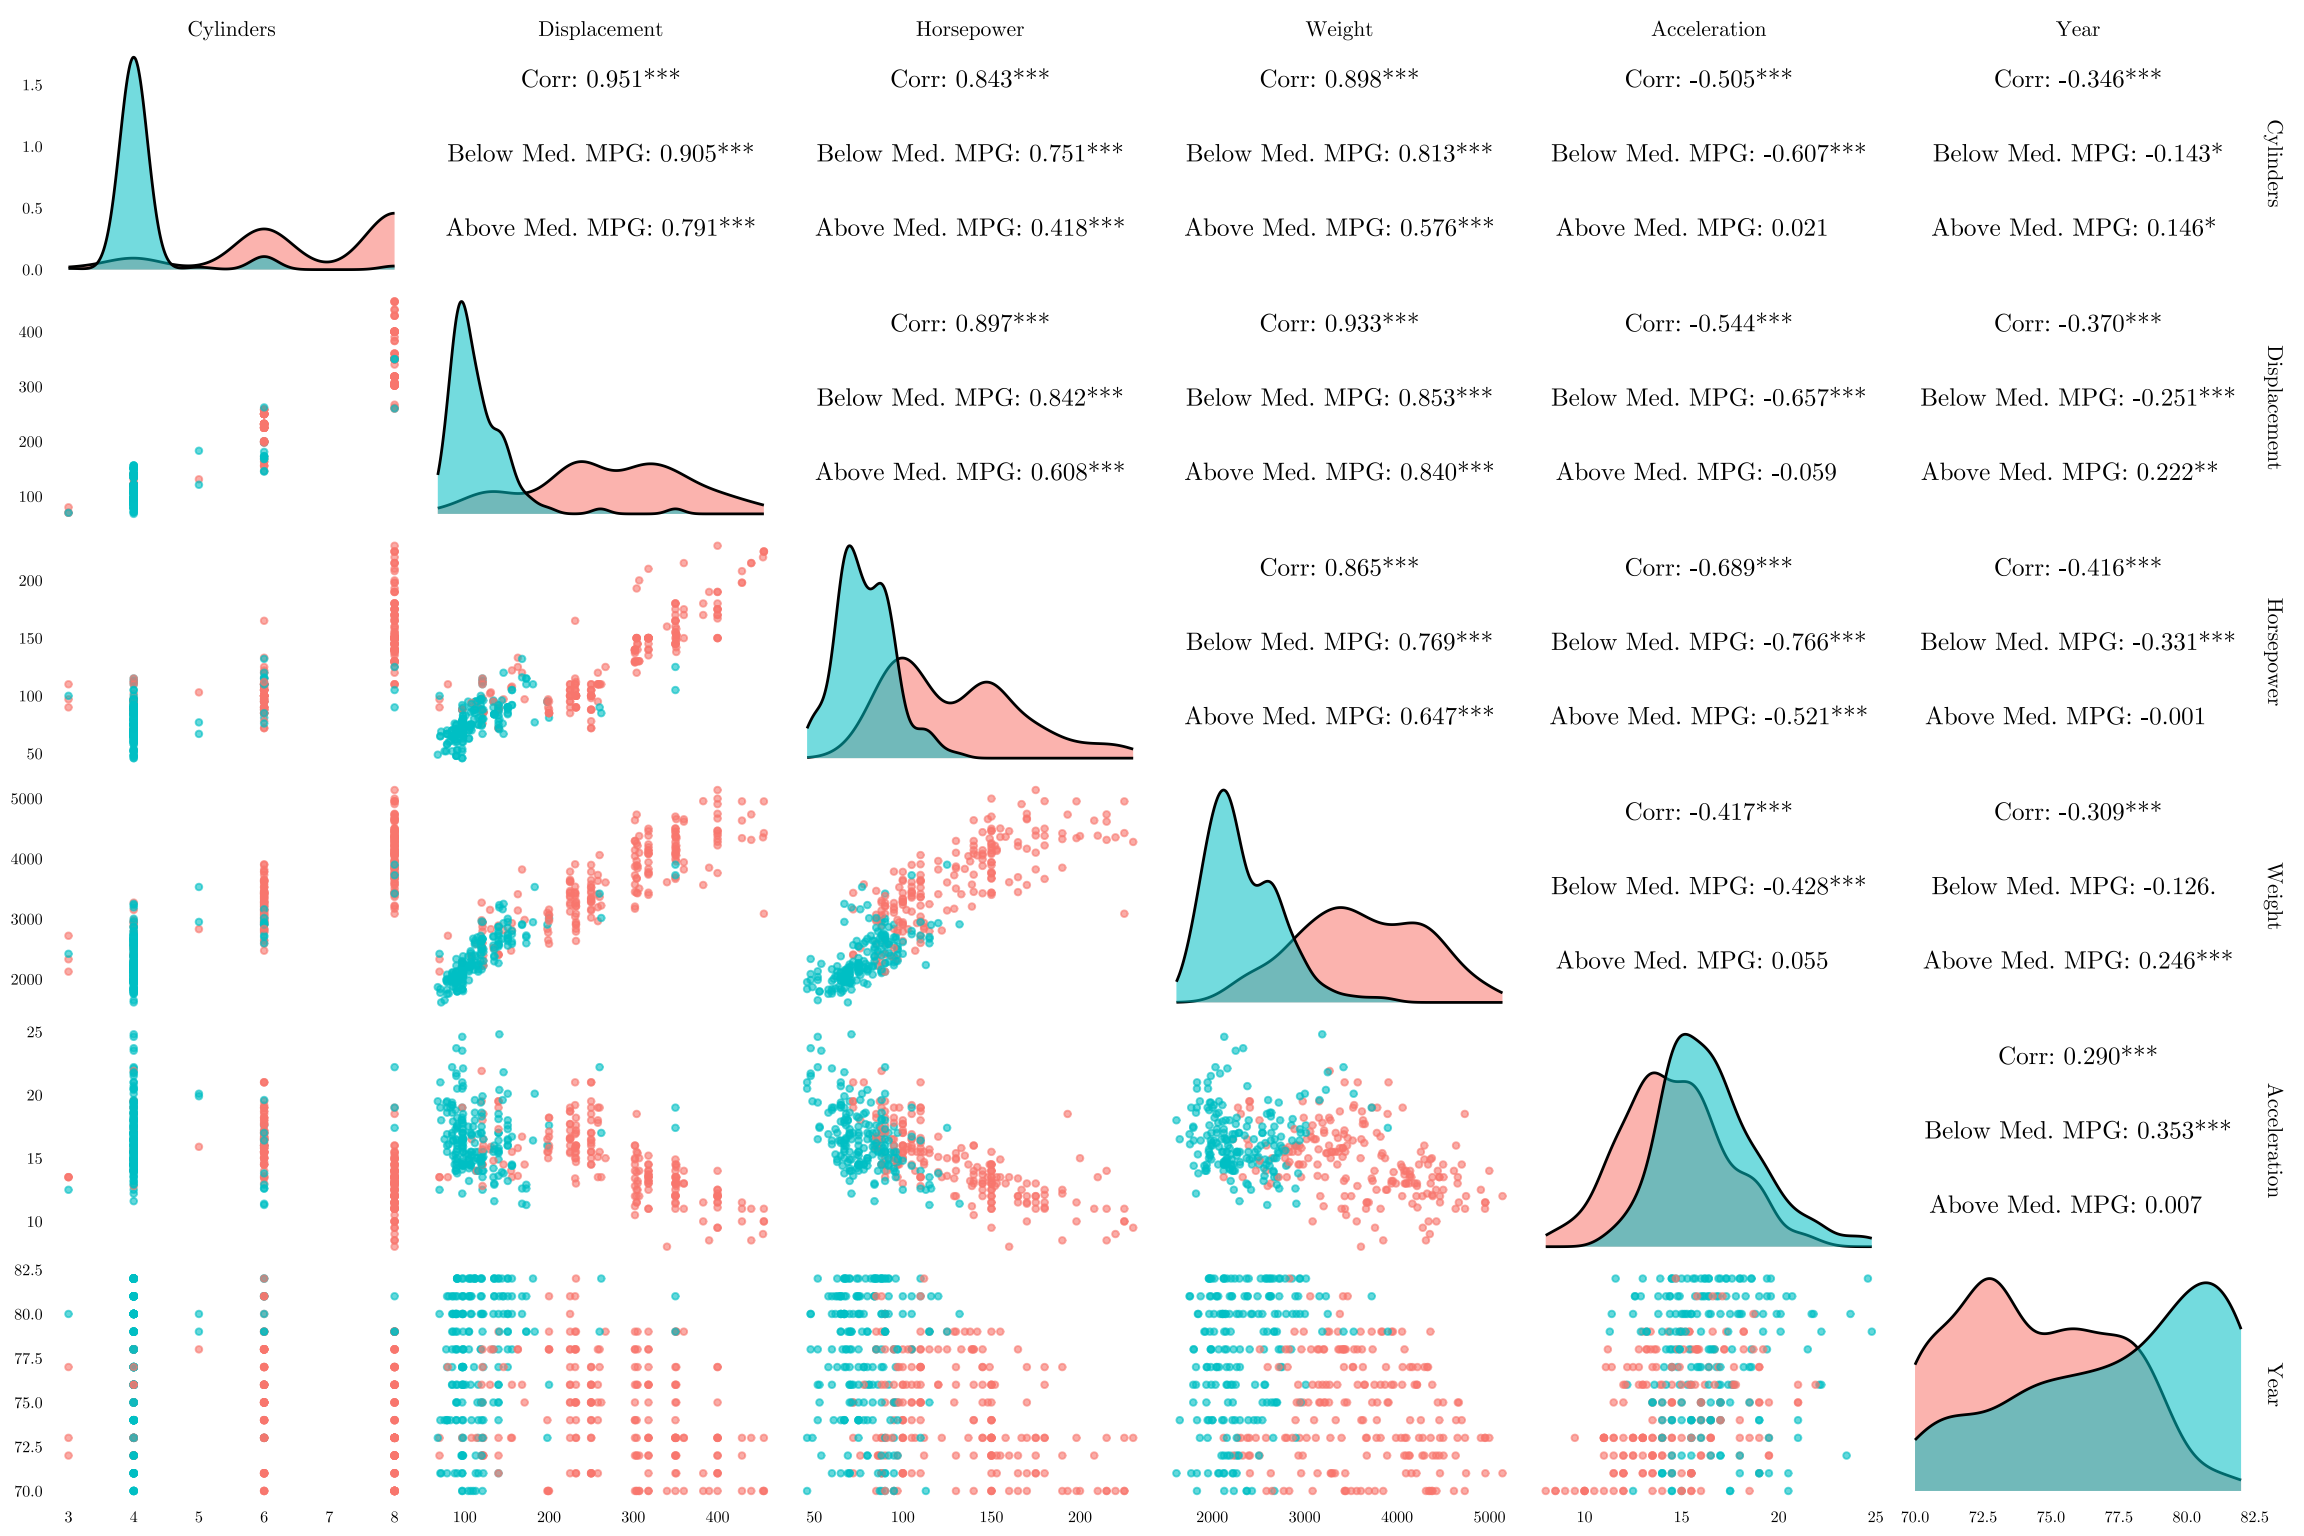 Cylinders Displacement Horsepower Weight Acceleration Year
1.5 Corr: 0.951*** Corr: 0.843*** Corr: 0.898*** Corr: -0.505*** Corr: -0.346***
1.0 Below Med. MPG: 0.905*** Below Med. MPG: 0.751*** Below Med. MPG: 0.813*** Below Med. MPG: -0.607*** Below Med. MPG: -0.143* Cylinders
0.5 Above Med. MPG: 0.791*** Above Med. MPG: 0.418*** Above Med. MPG: 0.576*** Above Med. MPG: 0.021 Above Med. MPG: 0.146*
0.0
400 Corr: 0.897*** Corr: 0.933*** Corr: -0.544*** Corr: -0.370***
300 Below Med. MPG: 0.842*** Below Med. MPG: 0.853*** Below Med. MPG: -0.657*** Below Med. MPG: -0.251*** Displacement
200 Above Med. MPG: 0.608*** Above Med. MPG: 0.840*** Above Med. MPG: -0.059 Above Med. MPG: 0.222**
100
200 Corr: 0.865*** Corr: -0.689*** Corr: -0.416***
150 Below Med. MPG: 0.769*** Below Med. MPG: -0.766*** Below Med. MPG: -0.331*** Horsepower
100 Above Med. MPG: 0.647*** Above Med. MPG: -0.521*** Above Med. MPG: -0.001
50
5000 Corr: -0.417*** Corr: -0.309***
4000 Below Med. MPG: -0.428*** Below Med. MPG: -0.126. Weight
3000 Above Med. MPG: 0.055 Above Med. MPG: 0.246***
2000
25 Corr: 0.290***
20 Below Med. MPG: 0.353*** Acceleration
15 Above Med. MPG: 0.007
10
82.5
80.0
77.5 Year
75.0
72.5
70.0
3 4 5 6 7 8 100 200 300 400 50 100 150 200 2000 3000 4000 5000 10 15 20 25 70.0 72.5 75.0 77.5 80.0 82.5